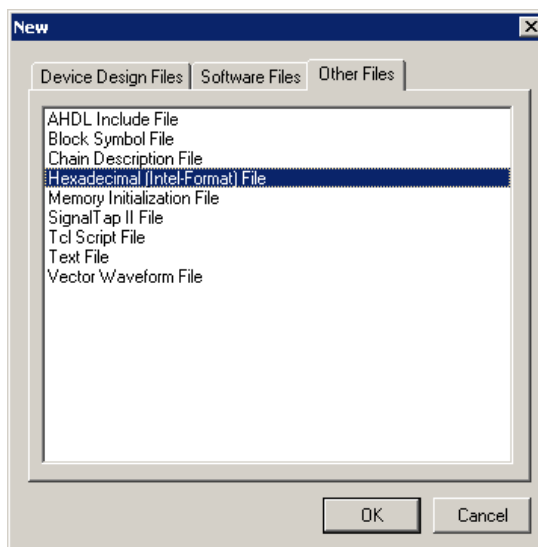 New
Device Design Files Software Files Other Files
AHDL Include File
Block Symbol File
Chain Description File
Hexadecimal (Intel-Format) File
Memory Initialization File
SignalTap II File
Tcl Script File
Text File
Vector Waveform File
OK Cancel